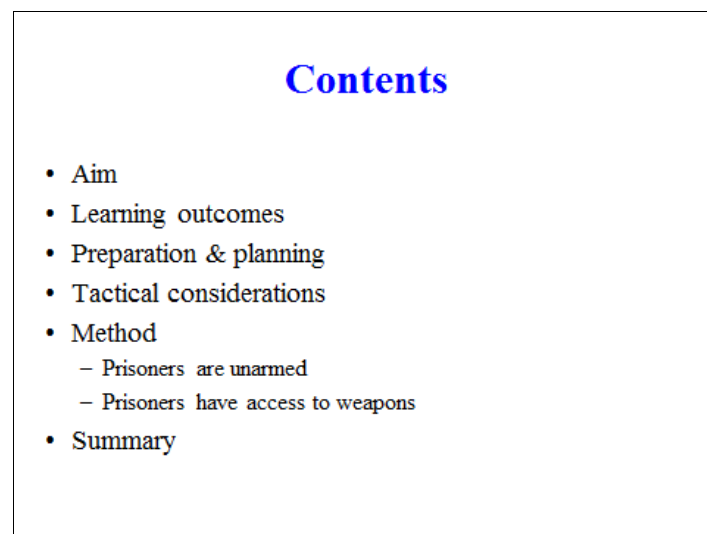 Contents
• Aim
• Learning outcomes
• Preparation & planning
• Tactical considerations
• Method
– Prisoners are unarmed
– Prisoners have access to weapons
• Summary